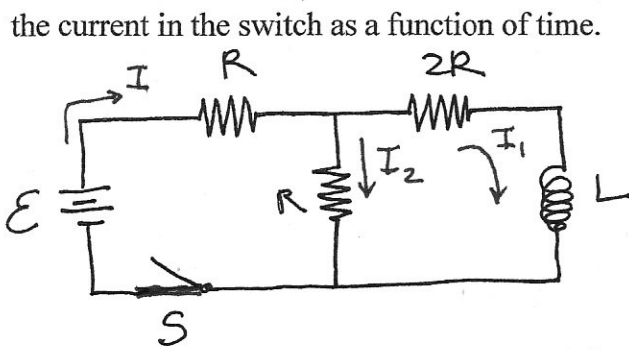 the current in the switch as a function of time.
I R 2R
I₂ I₁
ℰ R L
S